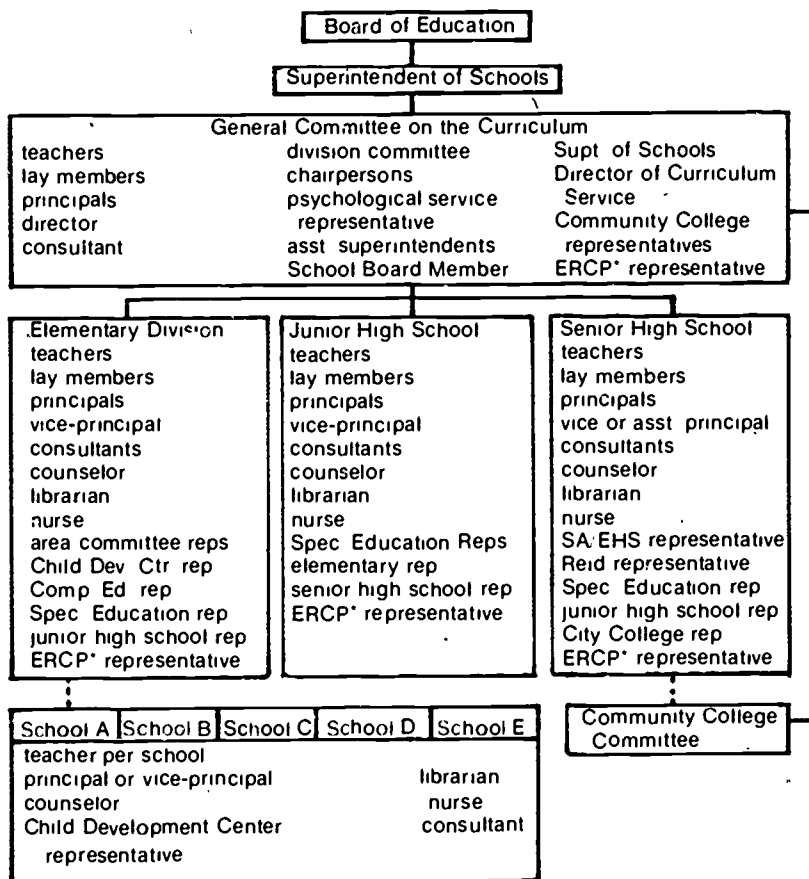 Board of Education
Superintendent of Schools
General Committee on the Curriculum
teachers
lay members
principals
director
consultant
division committee
chairpersons
psychological service
representative
asst superintendents
School Board Member
Supt of Schools
Director of Curriculum
Service
Community College
representatives
ERCP* representative
Elementary Division
teachers
lay members
principals
vice-principal
consultants
counselor
librarian
nurse
area committee reps
Child Dev Ctr rep
Comp Ed rep
Spec Education rep
junior high school rep
ERCP* representative
Junior High School
teachers
lay members
principals
vice-principal
consultants
counselor
librarian
nurse
Spec Education Reps
elementary rep
senior high school rep
ERCP* representative
Senior High School
teachers
lay members
principals
vice or asst principal
consultants
counselor
librarian
nurse
SA/EHS representative
Reid representative
Spec Education rep
junior high school rep
City College rep
ERCP* representative
School A School B School C School D School E
teacher per school
principal or vice-principal
counselor
Child Development Center
representative
librarian
nurse
consultant
Community College
Committee